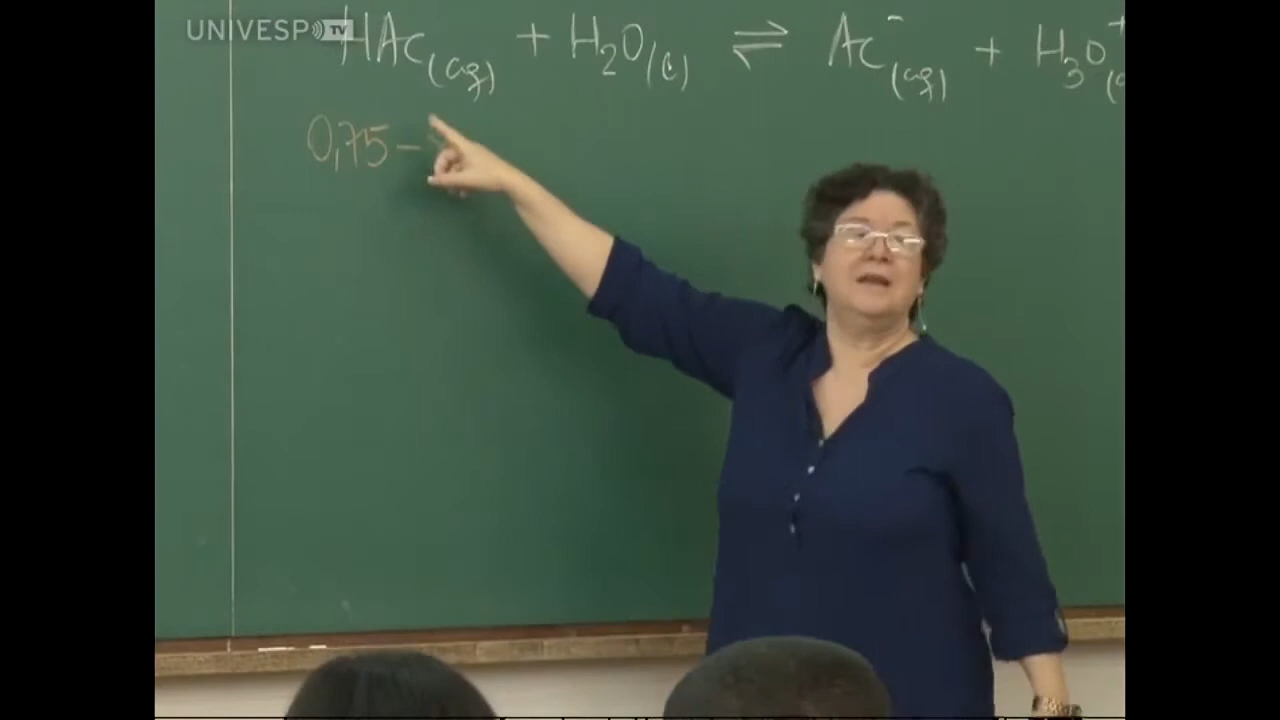 UNIVESP TV
HAc(aq) + H2O(l) ⇌ Ac-(aq) + H3O+(a
0,75 -